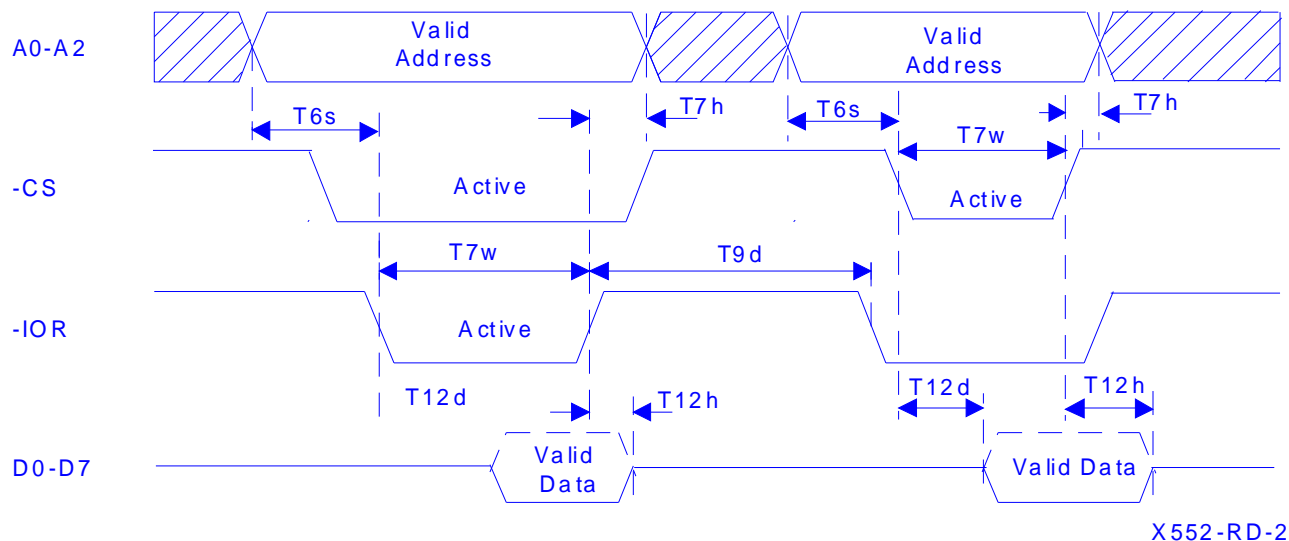 A0-A2
Valid
Address
Valid
Address
T6s
T7h
T6s
T7h
T7w
-CS
Active
Active
T7w
T9d
-IOR
Active
T12d
T12h
T12d
T12h
D0-D7
Valid
Data
Valid Data
X552-RD-2